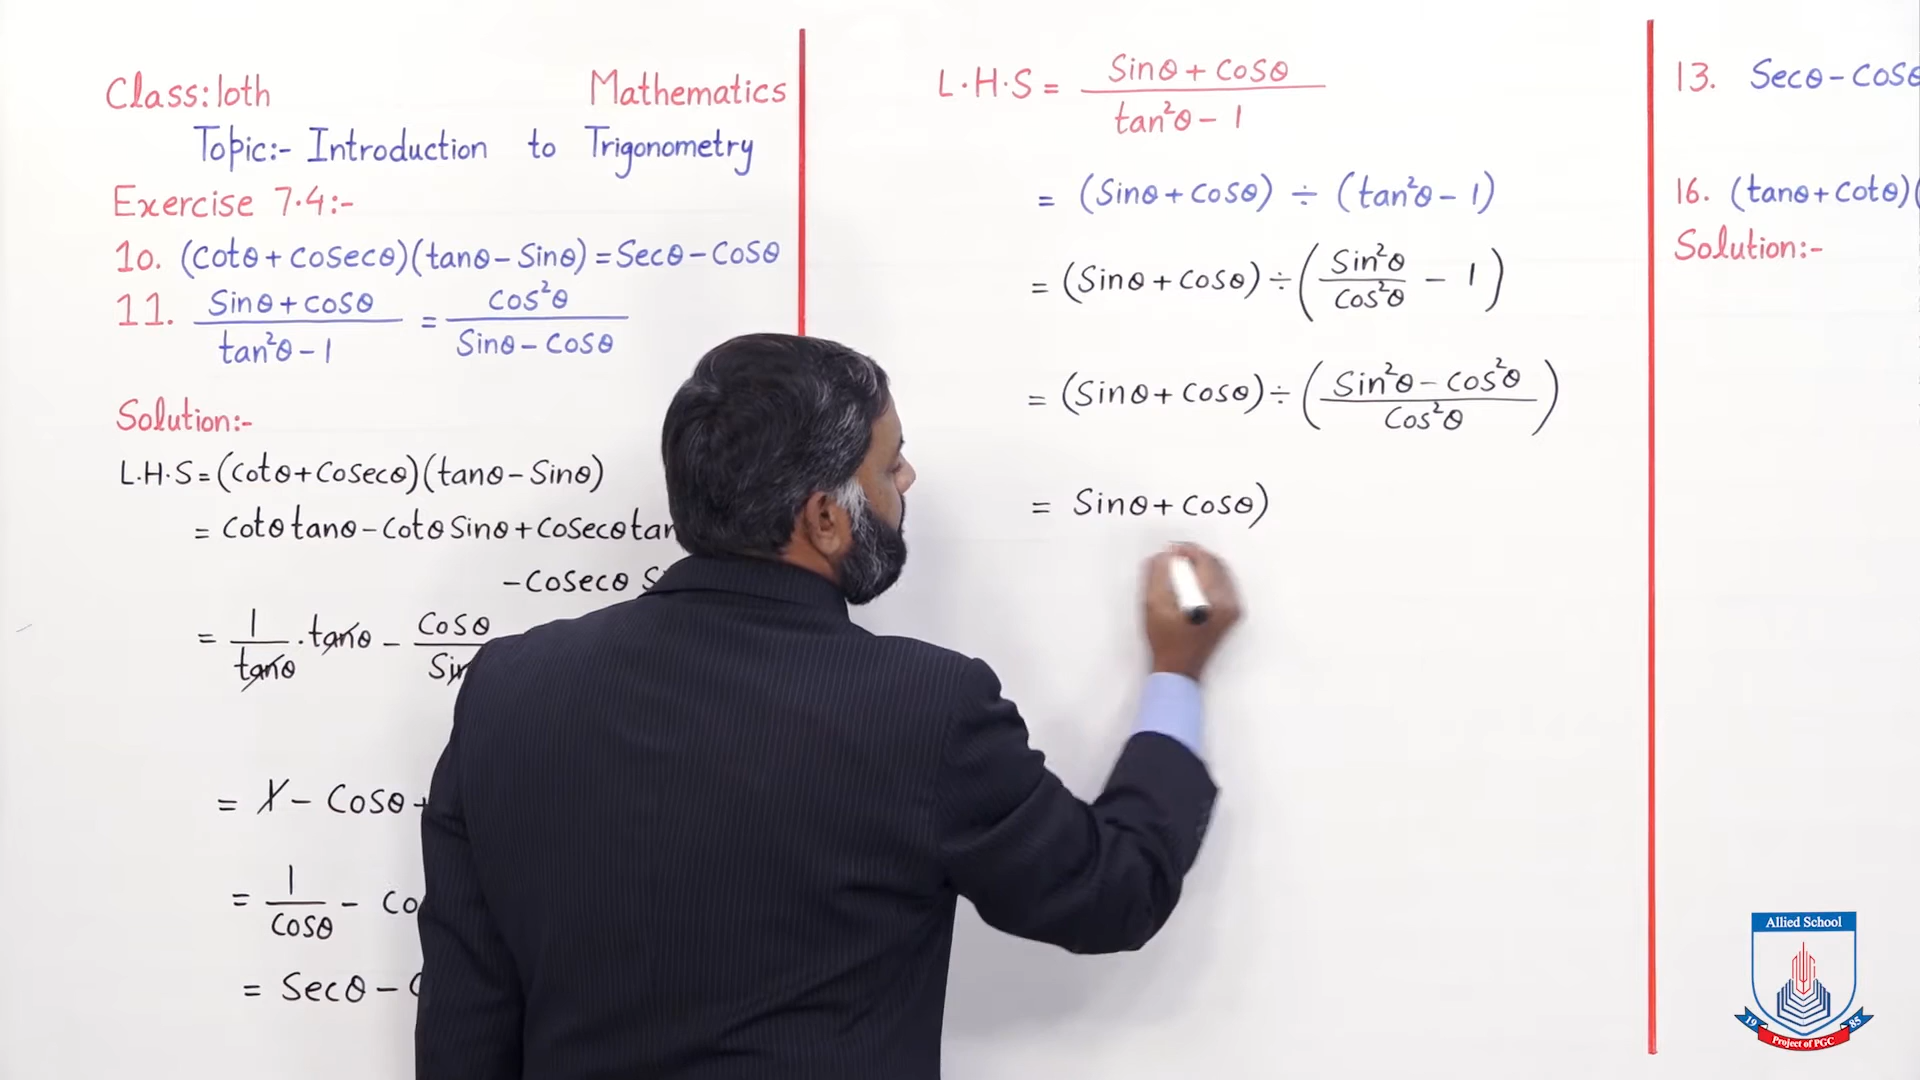 Class:10th Mathematics
Topic:- Introduction to Trigonometry
Exercise 7.4:-
10. (cotθ+cosecθ)(tanθ-Sinθ)=Secθ-Cosθ
11. Sinθ+cosθ / tan²θ-1 = cos²θ / Sinθ-cosθ
Solution:-
L.H.S=(cotθ+Cosecθ)(tanθ-Sinθ)
= cotθ tanθ-cotθ Sinθ+cosecθ tan
-cosecθ S
= 1/tanθ . tanθ - cosθ/Sin
= 1 - Cosθ +
= 1/cosθ - co
= Secθ -
L.H.S = Sinθ+cosθ / tan²θ-1
= (Sinθ+cosθ) ÷ (tan²θ-1)
= (Sinθ+cosθ) ÷ (Sin²θ/cos²θ - 1)
= (Sinθ+cosθ) ÷ (Sin²θ-cos²θ / Cos²θ)
= Sinθ+cosθ)
13. Secθ-cosθ
16. (tanθ+cotθ)(
Solution:-
Allied School
19 85
Project of PGC